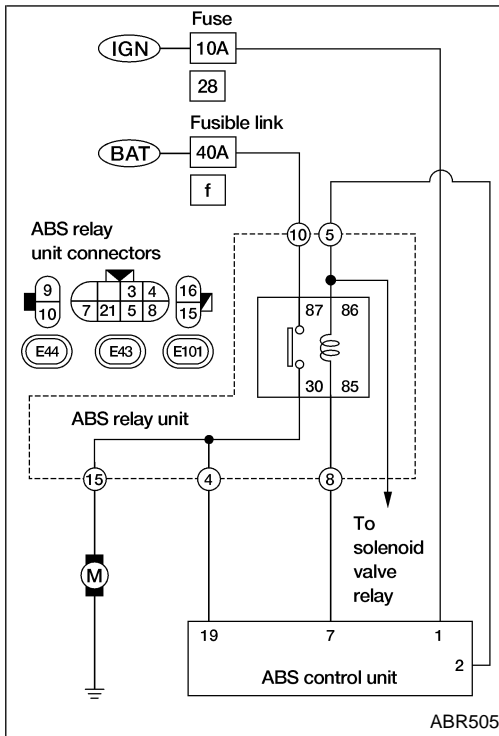 Fuse
IGN
10A
28
Fusible link
BAT
40A
f
ABS relay
unit connectors
10
5
9
10
3
4
7
21
5
8
16
15
E44
E43
E101
87
86
30
85
ABS relay unit
15
4
8
To
solenoid
valve
relay
M
19
7
1
2
ABS control unit
ABR505